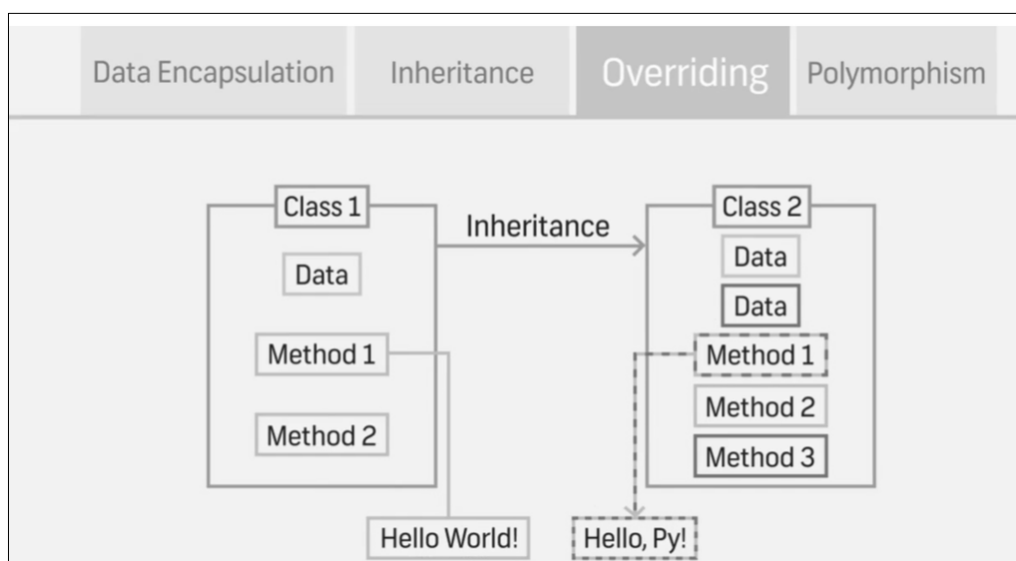 Data Encapsulation
Inheritance
Overriding
Polymorphism
Class 1
Data
Method 1
Method 2
Hello World!
Inheritance
Class 2
Data
Data
Method 1
Method 2
Method 3
Hello, Py!